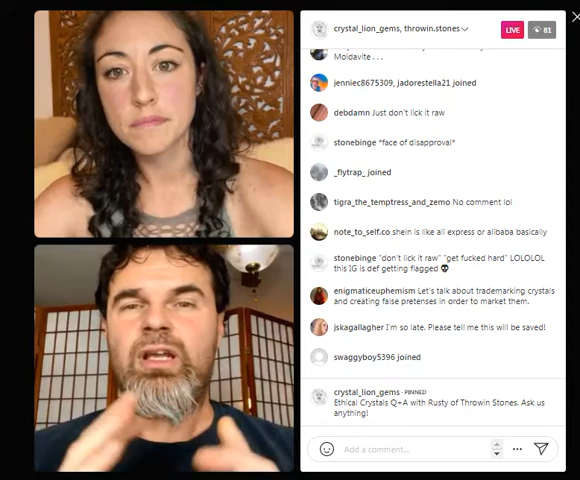 crystal_lion_gems, throwin.stones
LIVE
81
Moldavite . . .
jenniec8675309, jadorestella21 joined
debdamn Just don't lick it raw
stonebinge *face of disapproval*
_flytrap_ joined
tigra_the_temptress_and_zemo No comment lol
note_to_self.co shein is like ali express or alibaba basically
stonebinge "don't lick it raw" "get fucked hard" LOLOLOL
this IG is def getting flagged 💀
enigmaticeuphemism Let's talk about trademarking crystals
and creating false pretenses in order to market them.
jskagallagher I'm so late. Please tell me this will be saved!
swaggyboy5396 joined
crystal_lion_gems · PINNED
Ethical Crystals Q+A with Rusty of Throwin Stones. Ask us
anything!
Add a comment...